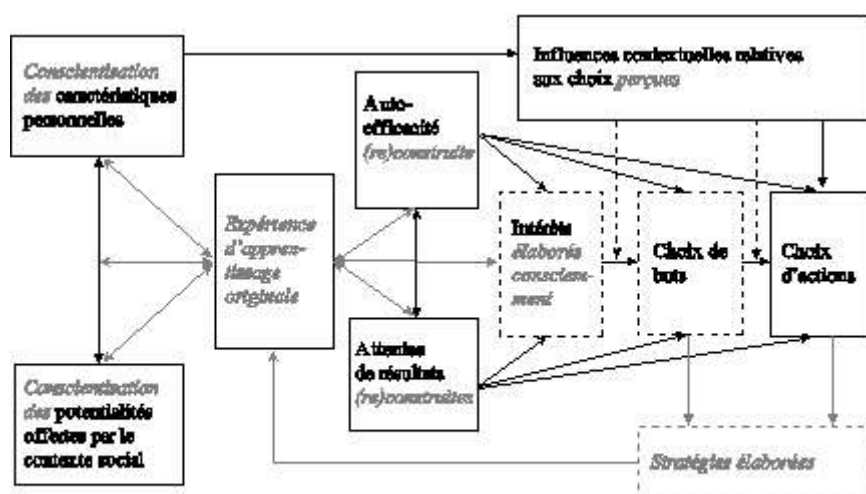 Conscientisation
des caractéristiques
personnelles
Influences contextuelles relatives
aux choix perçues
Auto-
efficacité
(re)construite
Expérience
d'appren-
tissage
originale
Intérêts
élaborés
consciem-
ment
Choix de
buts
Choix
d'actions
Attentes
de résultats
(re)construites
Conscientisation
des potentialités
offertes par le
contexte social
Stratégies élaborées